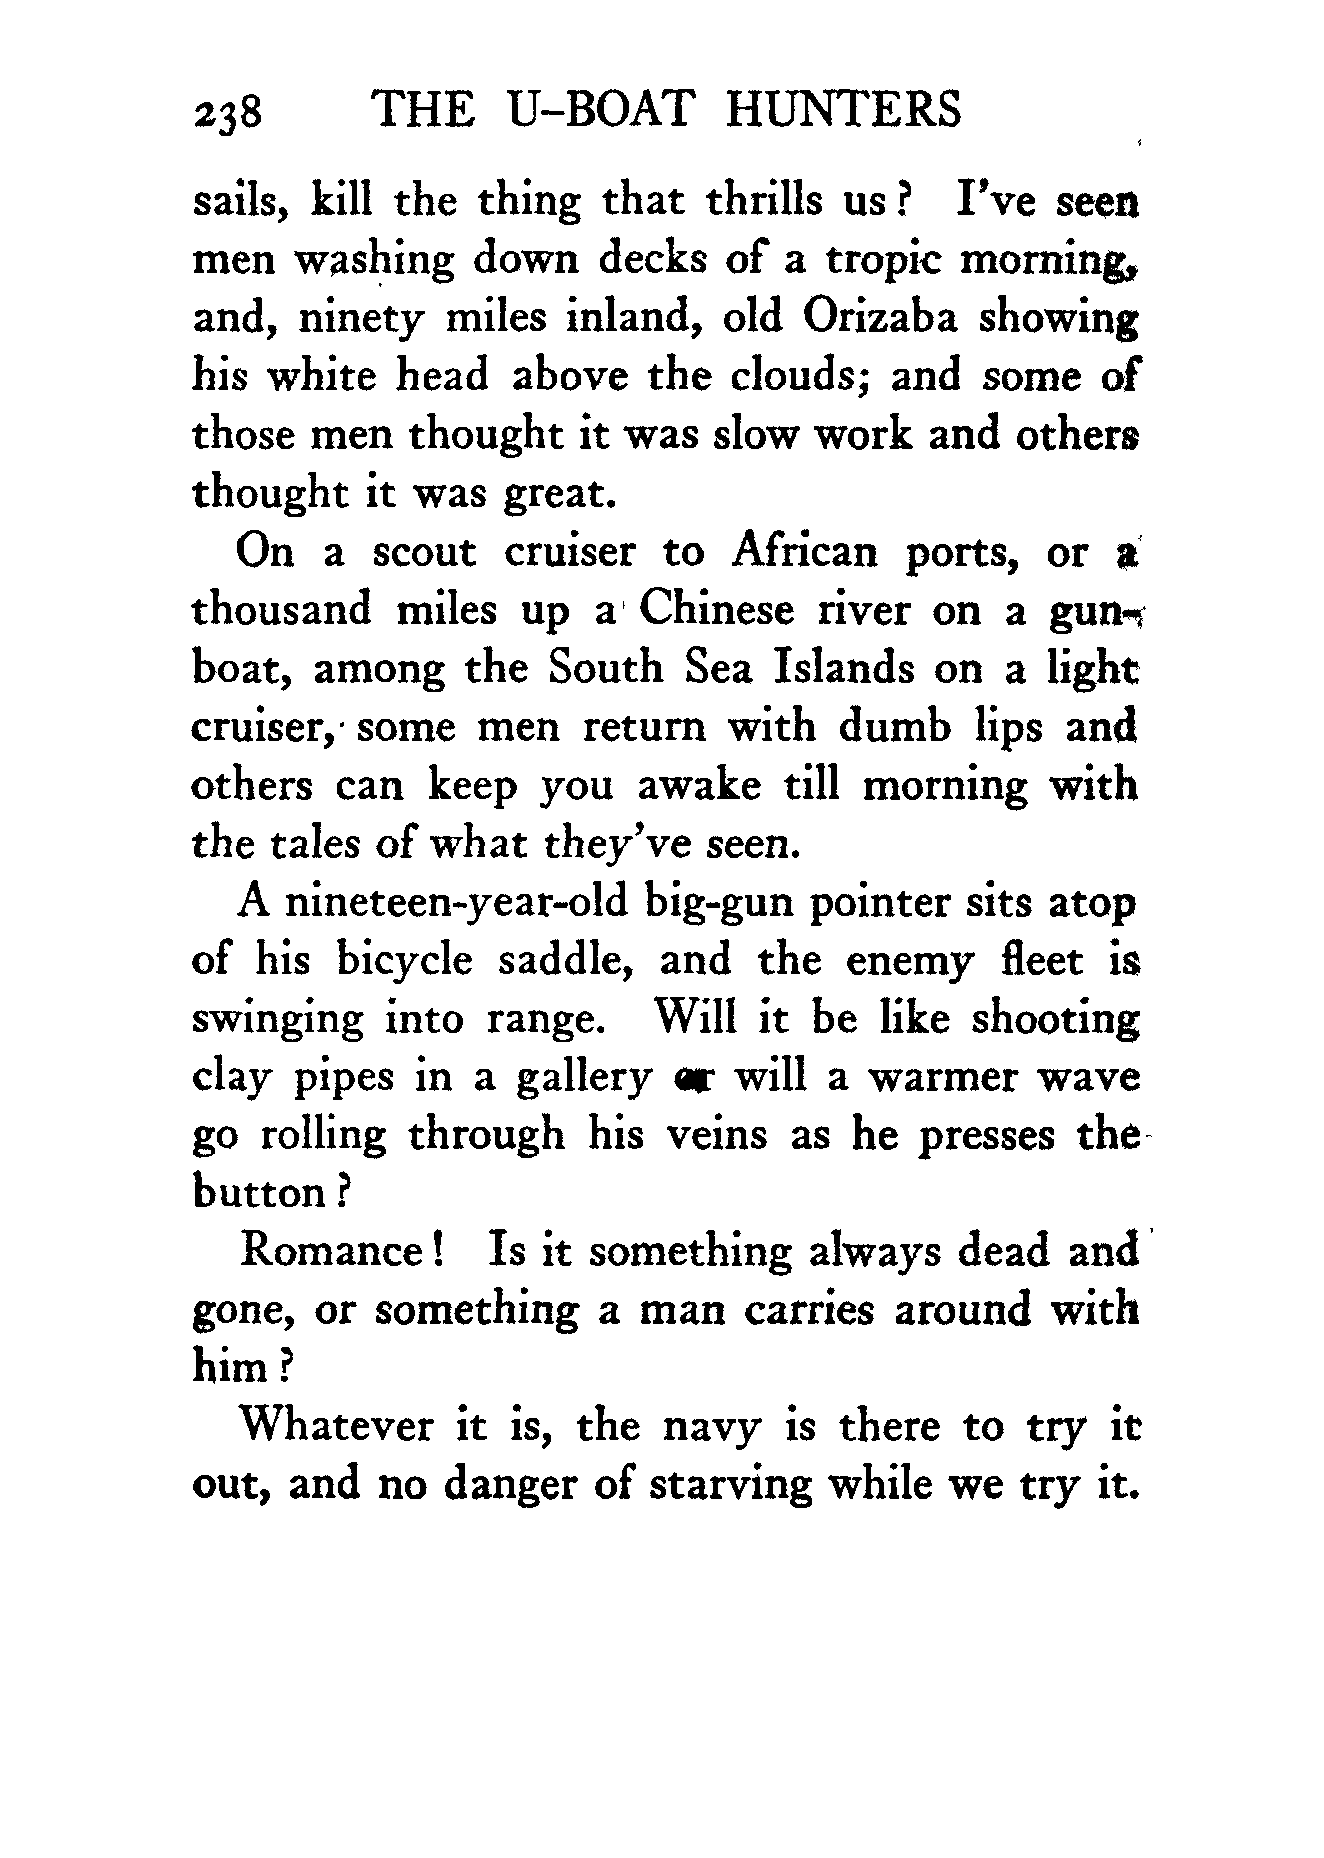 238 THE U-BOAT HUNTERS
sails, kill the thing that thrills us? I've seen
men washing down decks of a tropic morning,
and, ninety miles inland, old Orizaba showing
his white head above the clouds; and some of
those men thought it was slow work and others
thought it was great.
On a scout cruiser to African ports, or a
thousand miles up a Chinese river on a gun-
boat, among the South Sea Islands on a light
cruiser, some men return with dumb lips and
others can keep you awake till morning with
the tales of what they've seen.
A nineteen-year-old big-gun pointer sits atop
of his bicycle saddle, and the enemy fleet is
swinging into range. Will it be like shooting
clay pipes in a gallery or will a warmer wave
go rolling through his veins as he presses the
button?
Romance! Is it something always dead and
gone, or something a man carries around with
him?
Whatever it is, the navy is there to try it
out, and no danger of starving while we try it.